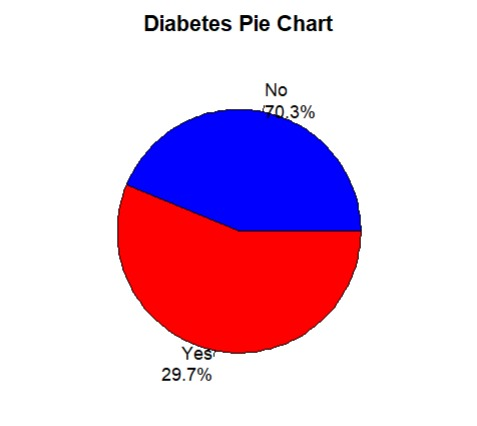 Diabetes Pie Chart
No
70.3%
Yes
29.7%